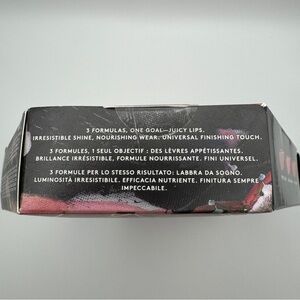 3 FORMULAS, ONE GOAL—JUICY LIPS.
IRRESISTIBLE SHINE, NOURISHING WEAR. UNIVERSAL FINISHING TOUCH.
3 FORMULES, 1 SEUL OBJECTIF : DES LÈVRES APPÉTISSANTES.
BRILLANCE IRRÉSISTIBLE, FORMULE NOURRISSANTE. FINI UNIVERSEL.
3 FORMULE PER LO STESSO RISULTATO: LABBRA DA SOGNO.
LUMINOSITÀ IRRESISTIBILE. EFFICACIA NUTRIENTE. FINITURA SEMPRE
IMPECCABILE.